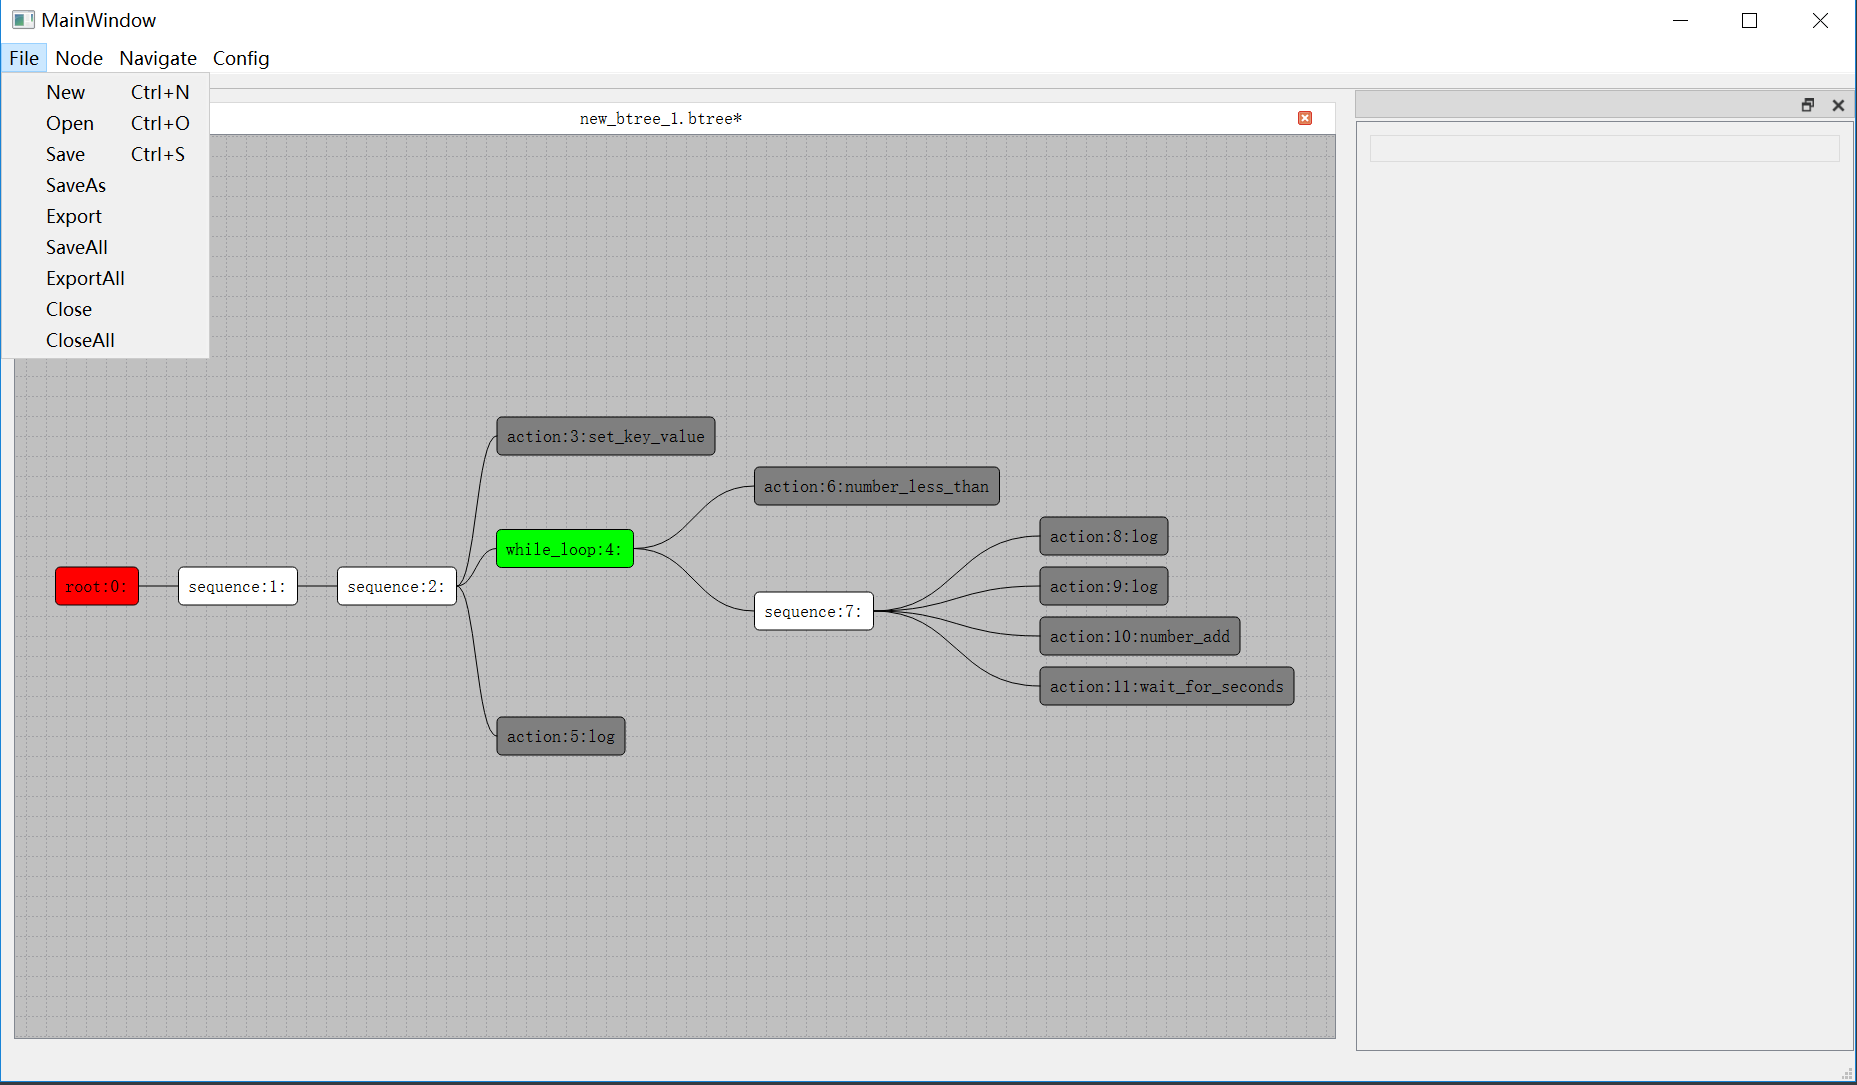 MainWindow
File Node Navigate Config
New Ctrl+N
Open Ctrl+O
Save Ctrl+S
SaveAs
Export
SaveAll
ExportAll
Close
CloseAll
new_btree_1.btree*
action:3:set_key_value
action:6:number_less_than
action:8:log
while_loop:4:
root:0:
sequence:1:
sequence:2:
action:9:log
sequence:7:
action:10:number_add
action:11:wait_for_seconds
action:5:log